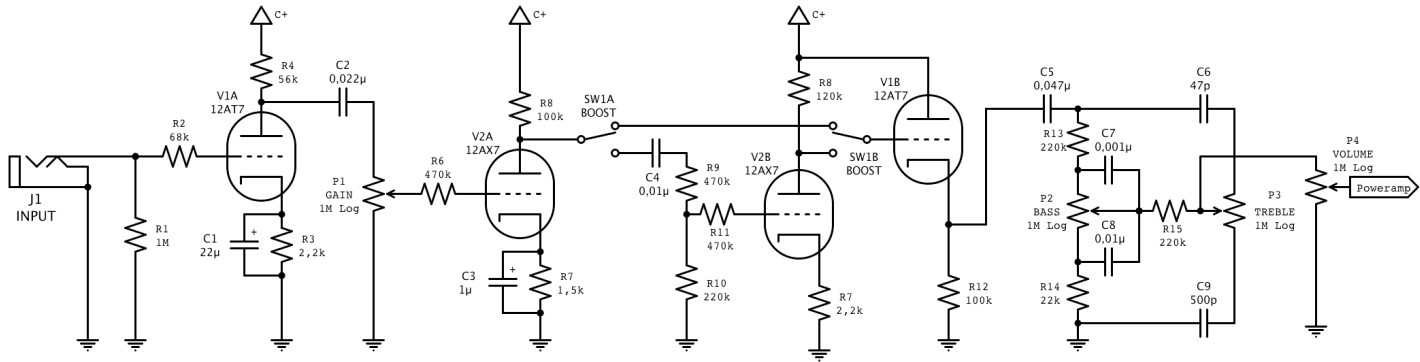 C+
C+
C+
R4
56k
C2
0,022µ
V1A
12AT7
R2
68k
J1
INPUT
R1
1M
C1
22µ
+
R3
2,2k
P1
GAIN
1M Log
R6
470k
R8
100k
V2A
12AX7
C3
1µ
+
R7
1,5k
SW1A
BOOST
C4
0,01µ
R9
470k
R11
470k
R10
220k
R8
120k
V2B
12AX7
R7
2,2k
SW1B
BOOST
V1B
12AT7
R12
100k
C5
0,047µ
C6
47p
R13
220k
C7
0,001µ
P2
BASS
1M Log
C8
0,01µ
R14
22k
R15
220k
P3
TREBLE
1M Log
C9
500p
P4
VOLUME
1M Log
Poweramp